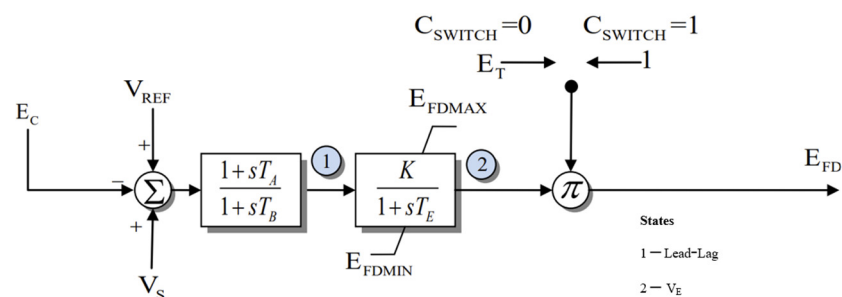 C_SWITCH=0 C_SWITCH=1
E_T 1
V_REF
E_C
E_FDMAX
+
−
Σ
+
1+sT_A
1+sT_B
1
K
1+sT_E
2
π
E_FD
E_FDMIN
V_S
States
1 – Lead-Lag
2 – V_E